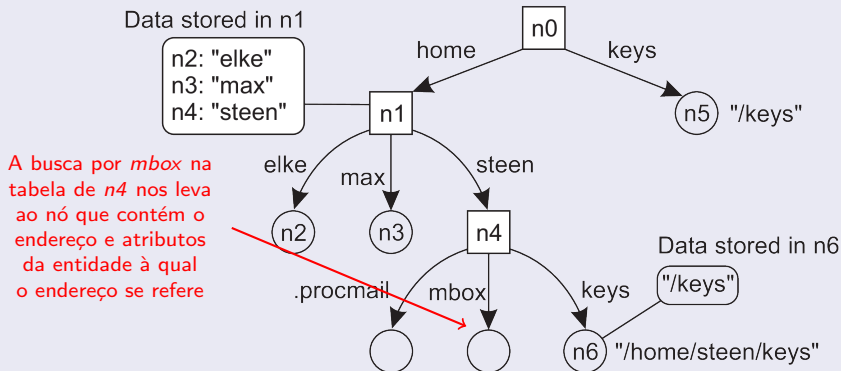 Data stored in n1
n0
home
keys
n2: "elke"
n3: "max"
n4: "steen"
n1
n5
"/keys"
A busca por mbox na
tabela de n4 nos leva
ao nó que contém o
endereço e atributos
da entidade à qual
o endereço se refere
elke
max
steen
n2
n3
n4
Data stored in n6
"/keys"
.procmail
mbox
keys
n6
"/home/steen/keys"